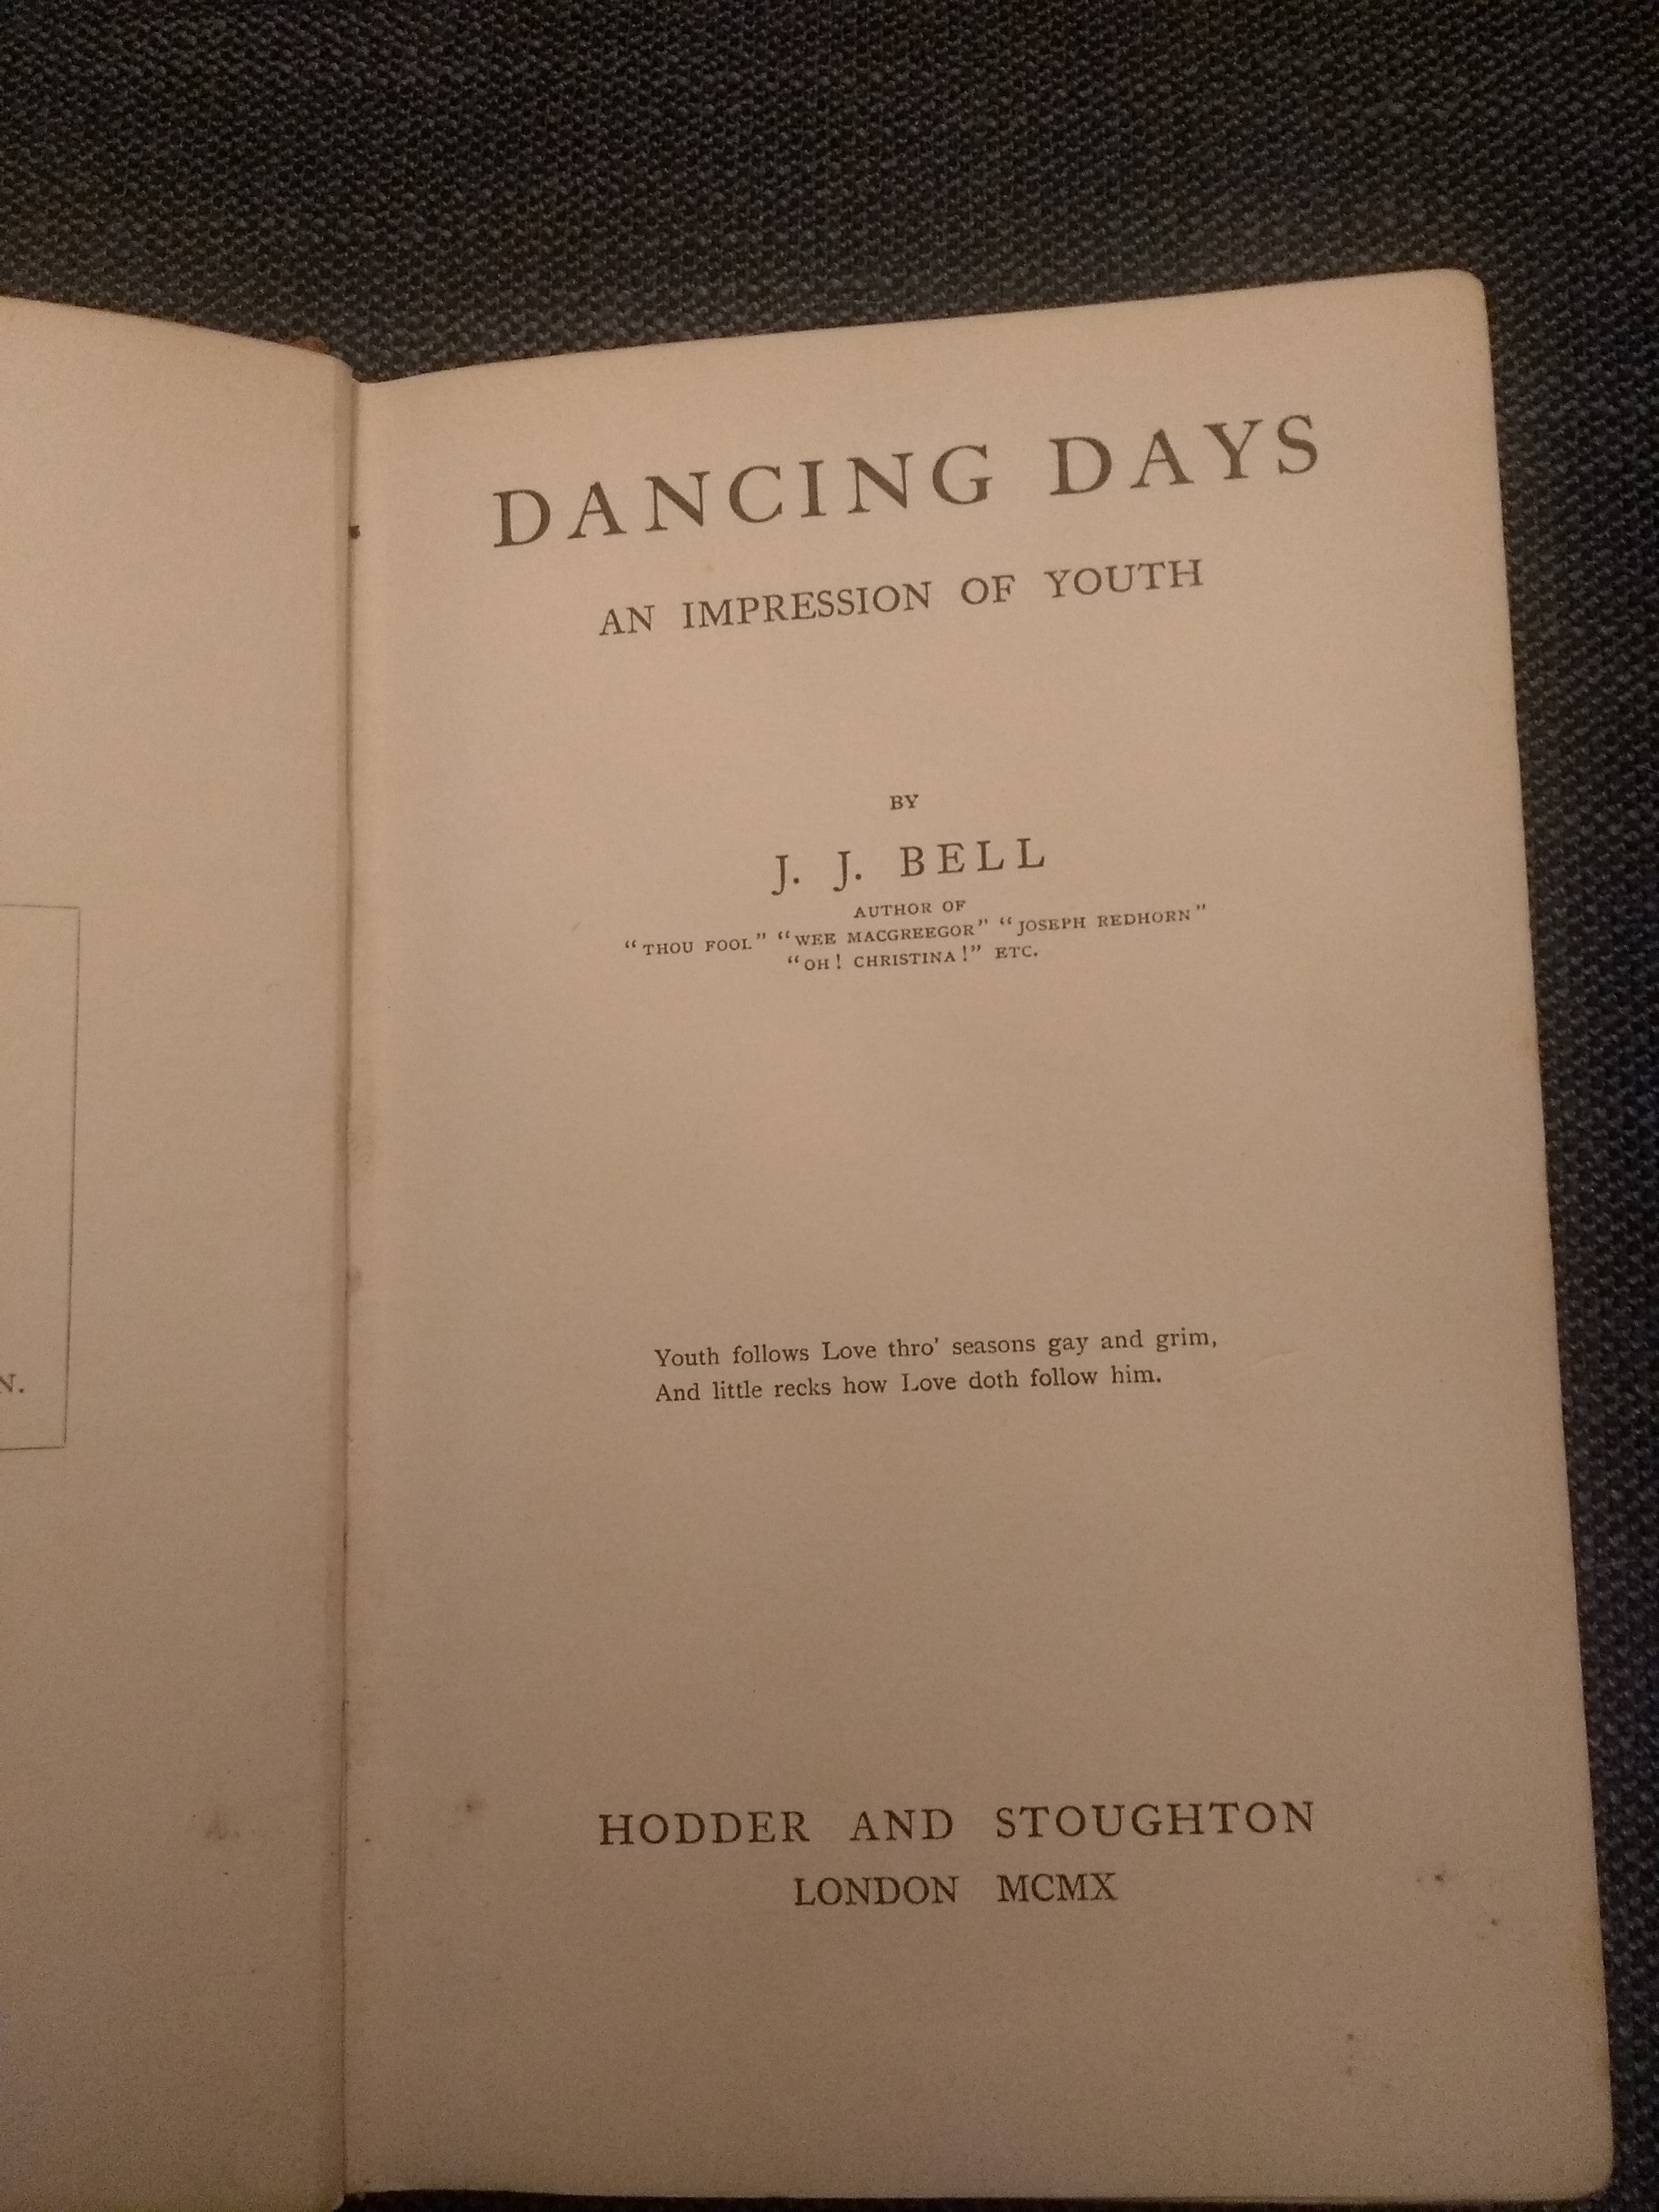 N.
DANCING DAYS
AN IMPRESSION OF YOUTH
BY
J. J. BELL
AUTHOR OF
“THOU FOOL” “WEE MACGREEGOR” “JOSEPH REDHORN”
“OH! CHRISTINA!” ETC.
Youth follows Love thro’ seasons gay and grim,
And little recks how Love doth follow him.
HODDER AND STOUGHTON
LONDON MCMX